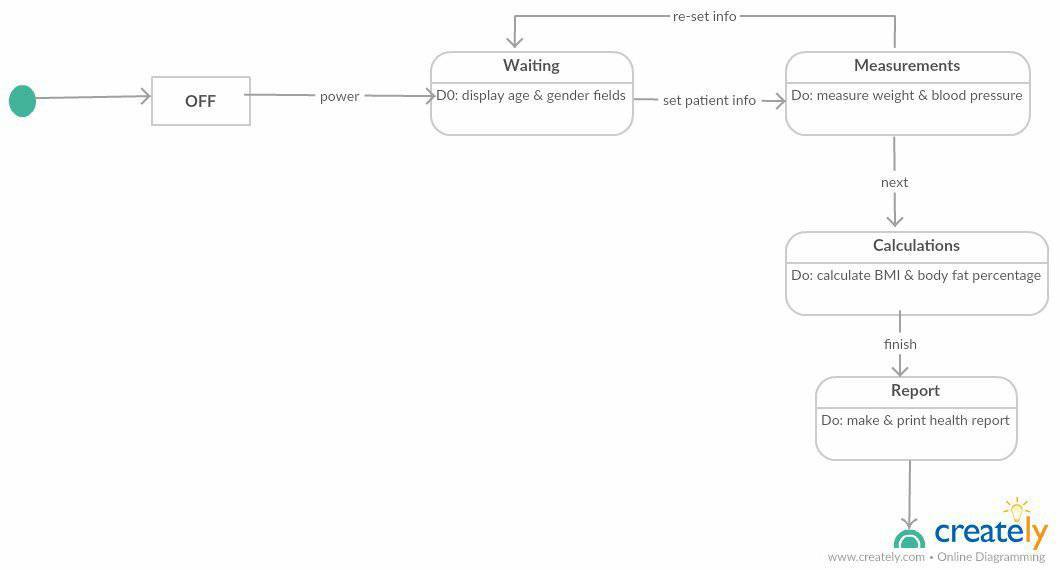 re-set info
Waiting
Measurements
OFF
power
D0: display age & gender fields
set patient info
Do: measure weight & blood pressure
next
Calculations
Do: calculate BMI & body fat percentage
finish
Report
Do: make & print health report
creately
www.creately.com • Online Diagramming